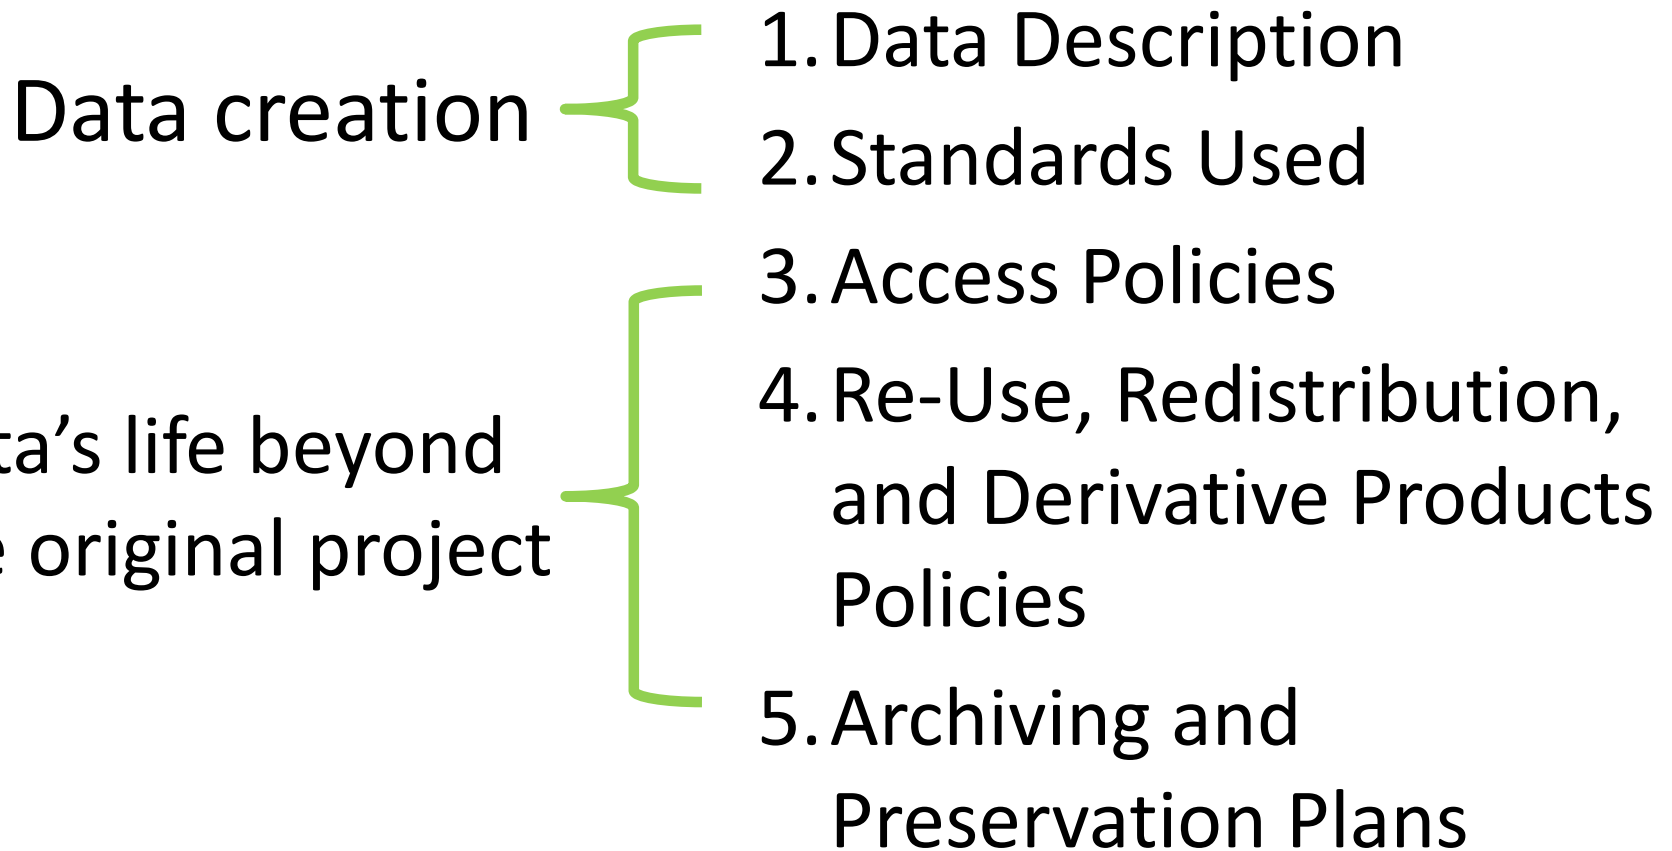 Data creation
1. Data Description
2. Standards Used
ta’s life beyond
e original project
3. Access Policies
4. Re-Use, Redistribution,
and Derivative Products
Policies
5. Archiving and
Preservation Plans